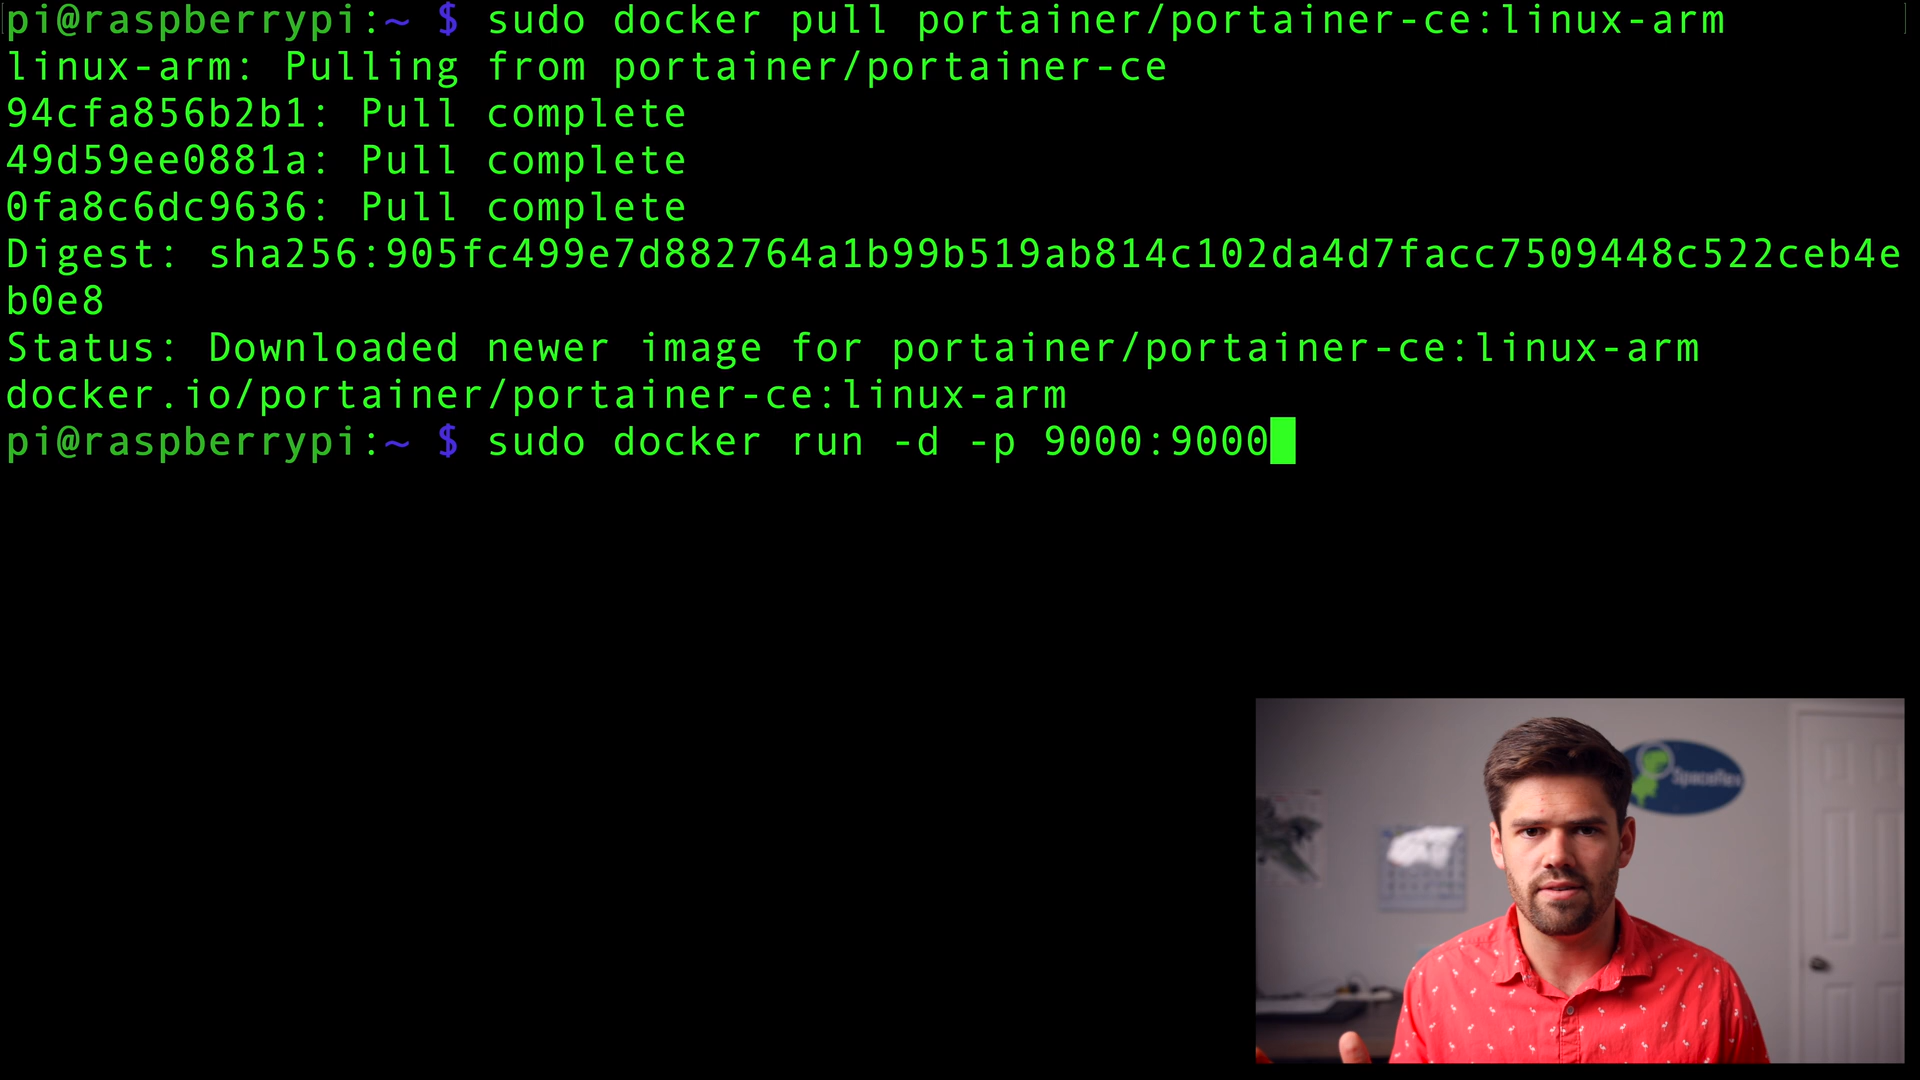 pi@raspberrypi:~ $ sudo docker pull portainer/portainer-ce:linux-arm
linux-arm: Pulling from portainer/portainer-ce
94cfa856b2b1: Pull complete
49d59ee0881a: Pull complete
0fa8c6dc9636: Pull complete
Digest: sha256:905fc499e7d882764a1b99b519ab814c102da4d7facc7509448c522ceb4e
b0e8
Status: Downloaded newer image for portainer/portainer-ce:linux-arm
docker.io/portainer/portainer-ce:linux-arm
pi@raspberrypi:~ $ sudo docker run -d -p 9000:9000
SpaceRex